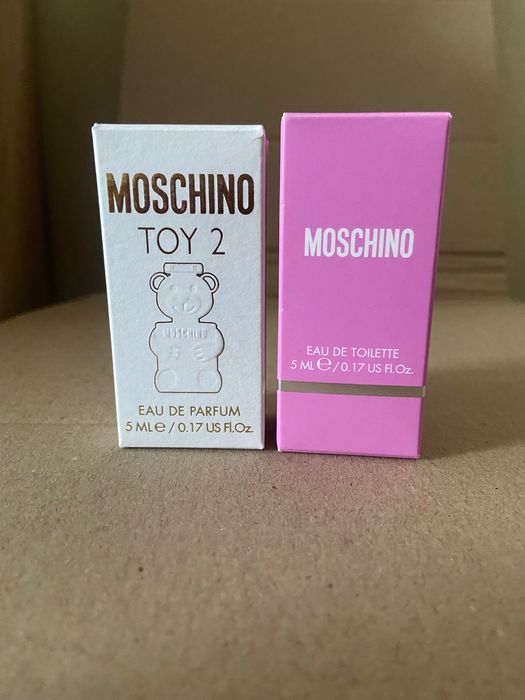 MOSCHINO
TOY 2
MOSCHINO
EAU DE PARFUM
5 ML ℮ / 0.17 US Fl.Oz.
MOSCHINO
EAU DE TOILETTE
5 ML ℮ / 0.17 US Fl.Oz.